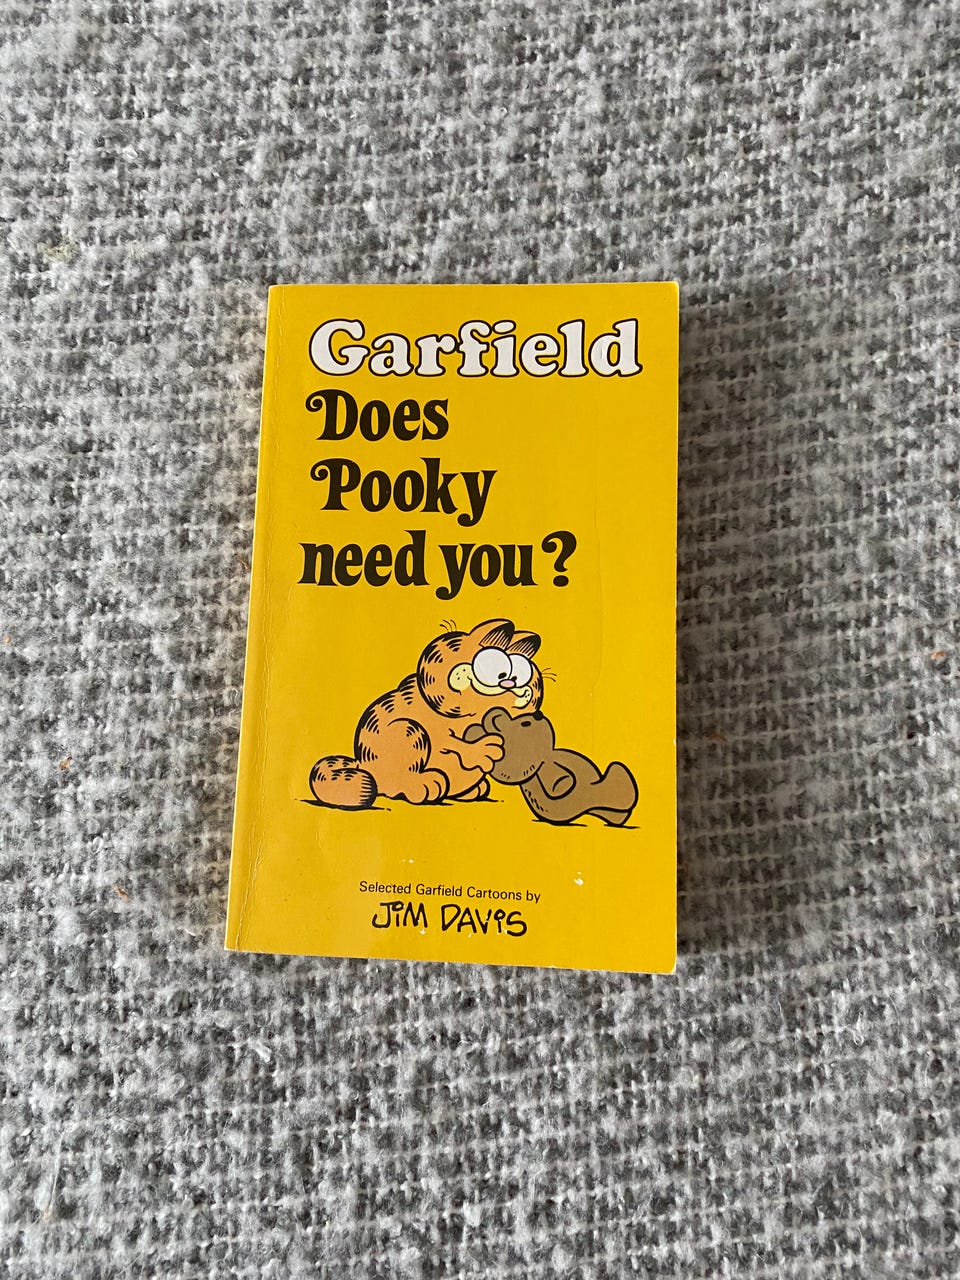 Garfield
Does
Pooky
need you?
Selected Garfield Cartoons by
JiM DAViS